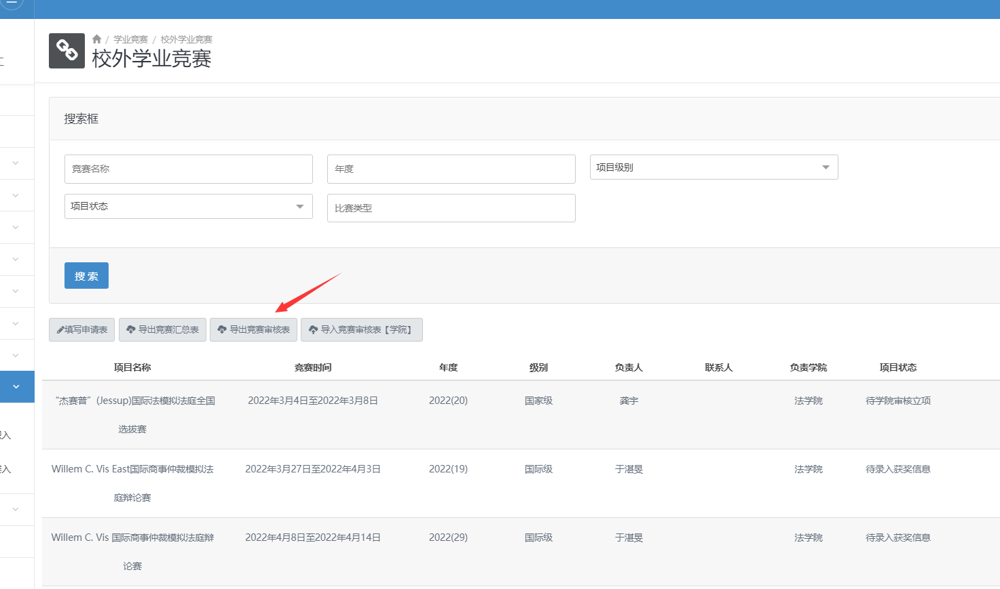 / 学业竞赛 / 校外学业竞赛
校外学业竞赛
搜索框
竞赛名称 年度 项目级别
项目状态 比赛类型
搜 索
填写申请表 导出竞赛汇总表 导出竞赛审核表 导入竞赛审核表【学院】
项目名称 竞赛时间 年度 级别 负责人 联系人 负责学院 项目状态
“杰赛普”(Jessup)国际法模拟法庭全国 2022年3月4日至2022年3月8日 2022(20) 国家级 龚宇 法学院 待学院审核立项
选拔赛
入
Willem C. Vis East国际商事仲裁模拟法 2022年3月27日至2022年4月3日 2022(19) 国际级 于湛旻 法学院 待录入获奖信息
入
庭辩论赛
Willem C. Vis 国际商事仲裁模拟法庭辩 2022年4月8日至2022年4月14日 2022(29) 国际级 于湛旻 法学院 待录入获奖信息
论赛